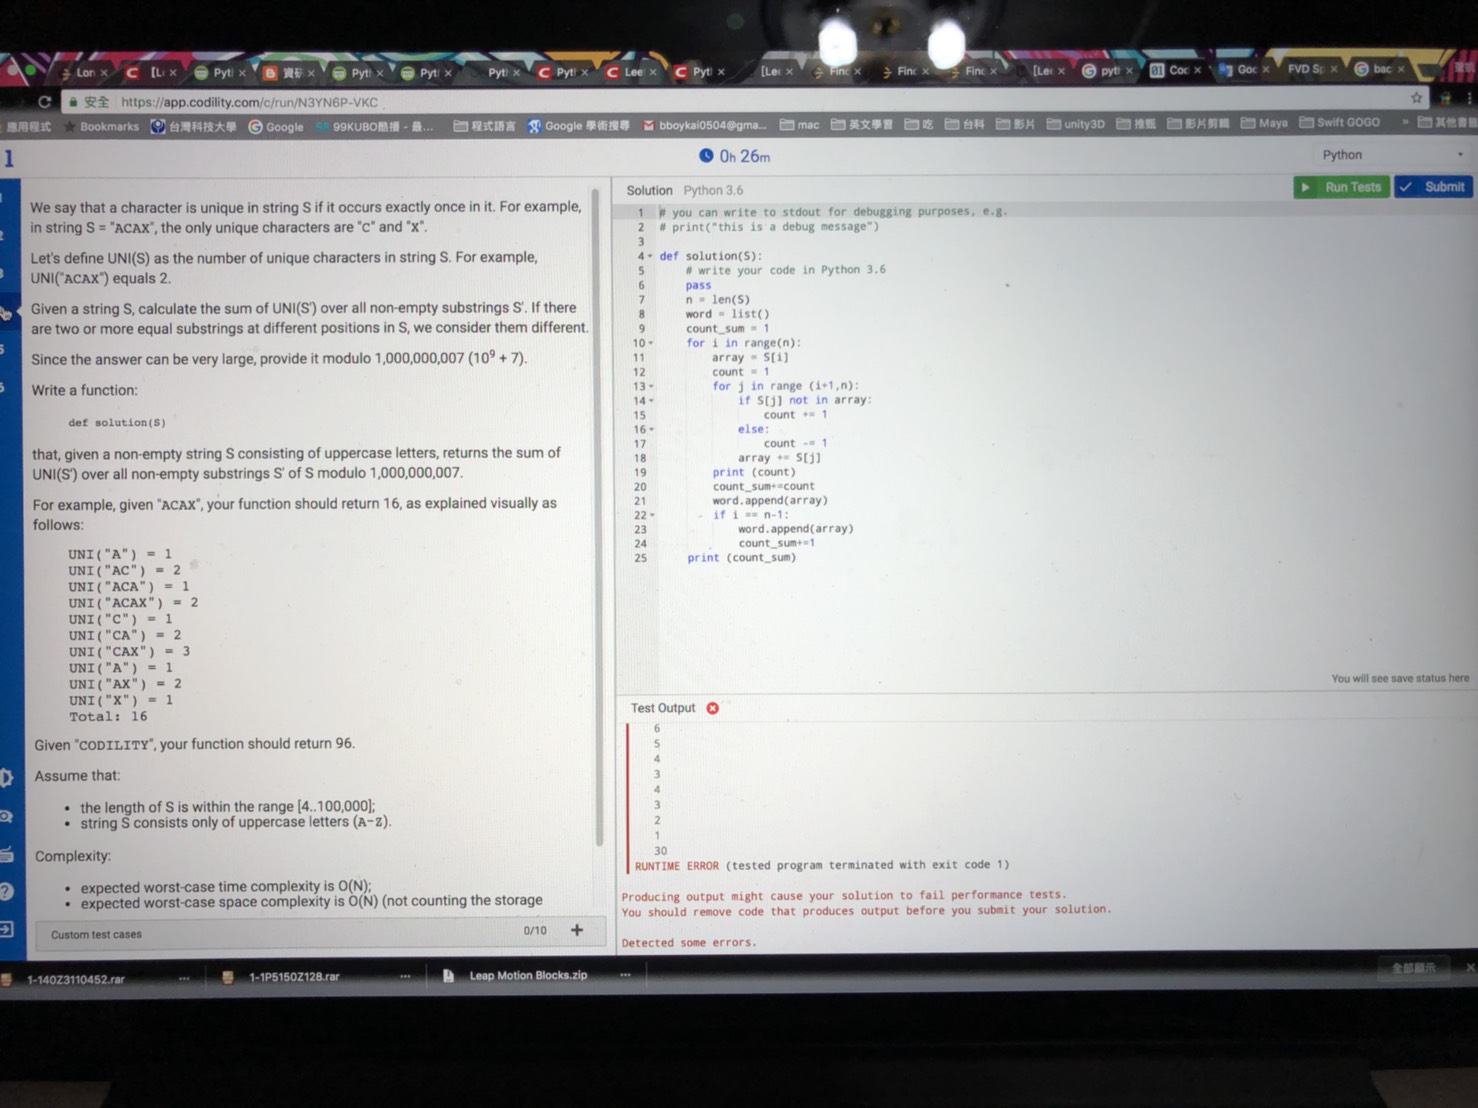 Lon × [L × Pyt × 資 × Pyt × Pyt × Pyt × Pyt × Lee × Pyt × [Le × Find × Find × Find × [Le × pyt × Coc × Goc × FVD Sp × bac ×
安全 https://app.codility.com/c/run/N3YN6P-VKC
應用程式 Bookmarks 台灣科技大學 Google 99KUBO酷播 - 最... 程式語言 Google 學術搜尋 bboykai0504@gma... mac 英文學習 吃 台科 影片 unity3D 推甄 影片剪輯 Maya Swift GOGO » 其他書籤
1
0h 26m
Python
We say that a character is unique in string S if it occurs exactly once in it. For example,
in string S = "ACAX", the only unique characters are "C" and "X".
Let's define UNI(S) as the number of unique characters in string S. For example,
UNI("ACAX") equals 2.
Given a string S, calculate the sum of UNI(S') over all non-empty substrings S'. If there
are two or more equal substrings at different positions in S, we consider them different.
Since the answer can be very large, provide it modulo 1,000,000,007 (10⁹ + 7).
Write a function:
def solution(S)
that, given a non-empty string S consisting of uppercase letters, returns the sum of
UNI(S') over all non-empty substrings S' of S modulo 1,000,000,007.
For example, given "ACAX", your function should return 16, as explained visually as
follows:
UNI("A") = 1
UNI("AC") = 2
UNI("ACA") = 1
UNI("ACAX") = 2
UNI("C") = 1
UNI("CA") = 2
UNI("CAX") = 3
UNI("A") = 1
UNI("AX") = 2
UNI("X") = 1
Total: 16
Given "CODILITY", your function should return 96.
Assume that:
• the length of S is within the range [4..100,000];
• string S consists only of uppercase letters (A-Z).
Complexity:
• expected worst-case time complexity is O(N);
• expected worst-case space complexity is O(N) (not counting the storage
Custom test cases 0/10 +
Solution Python 3.6
Run Tests
Submit
1 # you can write to stdout for debugging purposes, e.g.
2 # print("this is a debug message")
3
4 def solution(S):
5 # write your code in Python 3.6
6 pass
7 n = len(S)
8 word = list()
9 count_sum = 1
10 for i in range(n):
11 array = S[i]
12 count = 1
13 for j in range (i+1,n):
14 if S[j] not in array:
15 count += 1
16 else:
17 count -= 1
18 array += S[j]
19 print (count)
20 count_sum+=count
21 word.append(array)
22 if i == n-1:
23 word.append(array)
24 count_sum+=1
25 print (count_sum)
You will see save status here
Test Output
6
5
4
3
4
3
2
1
30
RUNTIME ERROR (tested program terminated with exit code 1)
Producing output might cause your solution to fail performance tests.
You should remove code that produces output before you submit your solution.
Detected some errors.
1-140Z3110452.rar ... 1-1P5150Z128.rar ... Leap Motion Blocks.zip ... 全部顯示 ×